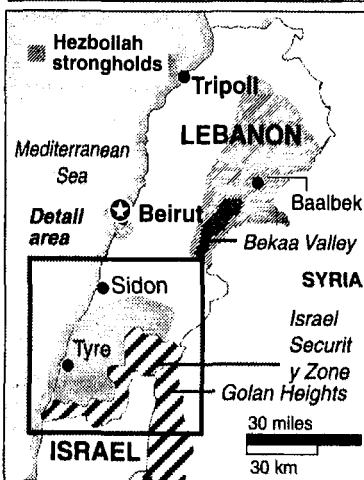 Hezbollah
strongholds
Tripoli
LEBANON
Mediterranean
Sea
Baalbek
Detail
area
Beirut
Bekaa Valley
SYRIA
Sidon
Israel
Securit
y Zone
Tyre
Golan Heights
ISRAEL
30 miles
30 km